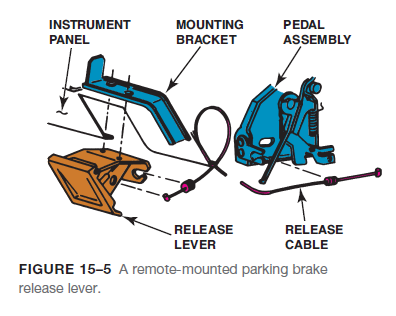 INSTRUMENT
PANEL
MOUNTING
BRACKET
PEDAL
ASSEMBLY
RELEASE
LEVER
RELEASE
CABLE
FIGURE 15–5 A remote-mounted parking brake
release lever.